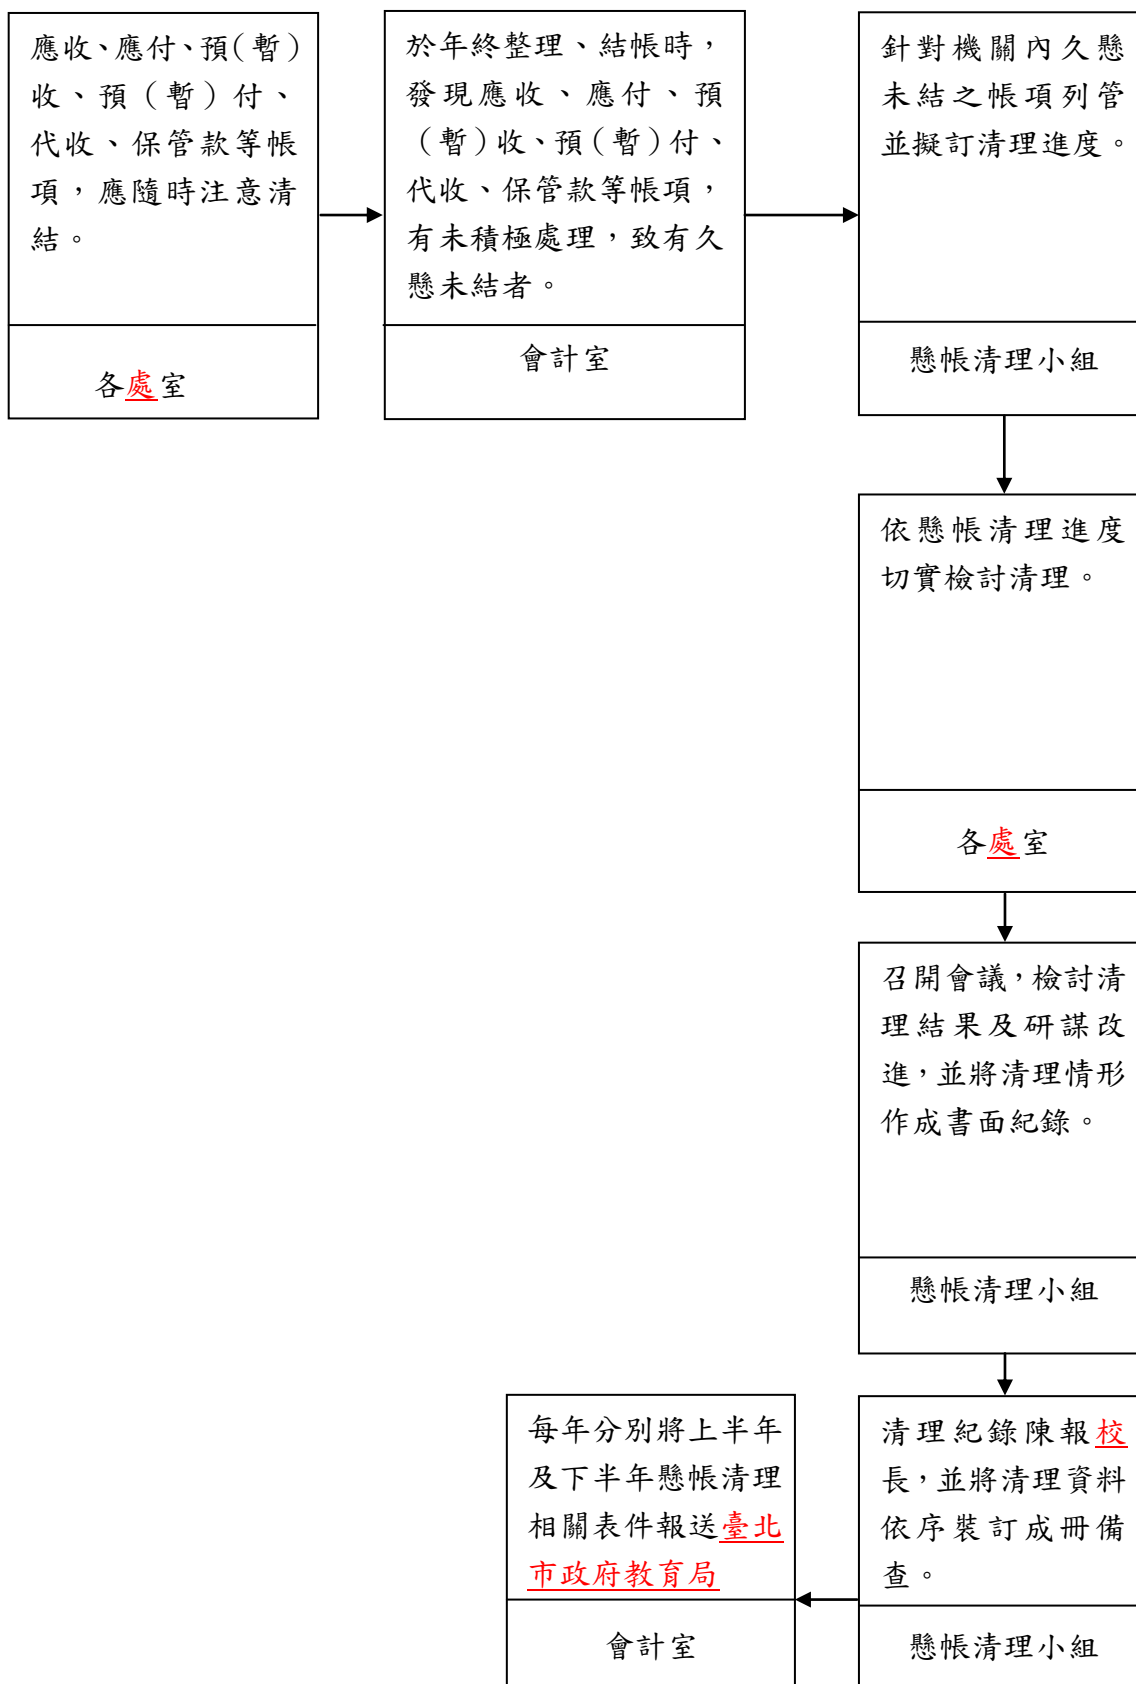 應收、應付、預(暫)
收、預(暫)付、
代收、保管款等帳
項,應隨時注意清
結。
各處室
於年終整理、結帳時,
發現應收、應付、預
(暫)收、預(暫)付、
代收、保管款等帳項,
有未積極處理,致有久
懸未結者。
會計室
針對機關內久懸
未結之帳項列管
並擬訂清理進度。
懸帳清理小組
依懸帳清理進度
切實檢討清理。
各處室
召開會議,檢討清
理結果及研謀改
進,並將清理情形
作成書面紀錄。
懸帳清理小組
清理紀錄陳報校
長,並將清理資料
依序裝訂成冊備
查。
懸帳清理小組
每年分別將上半年
及下半年懸帳清理
相關表件報送臺北
市政府教育局
會計室